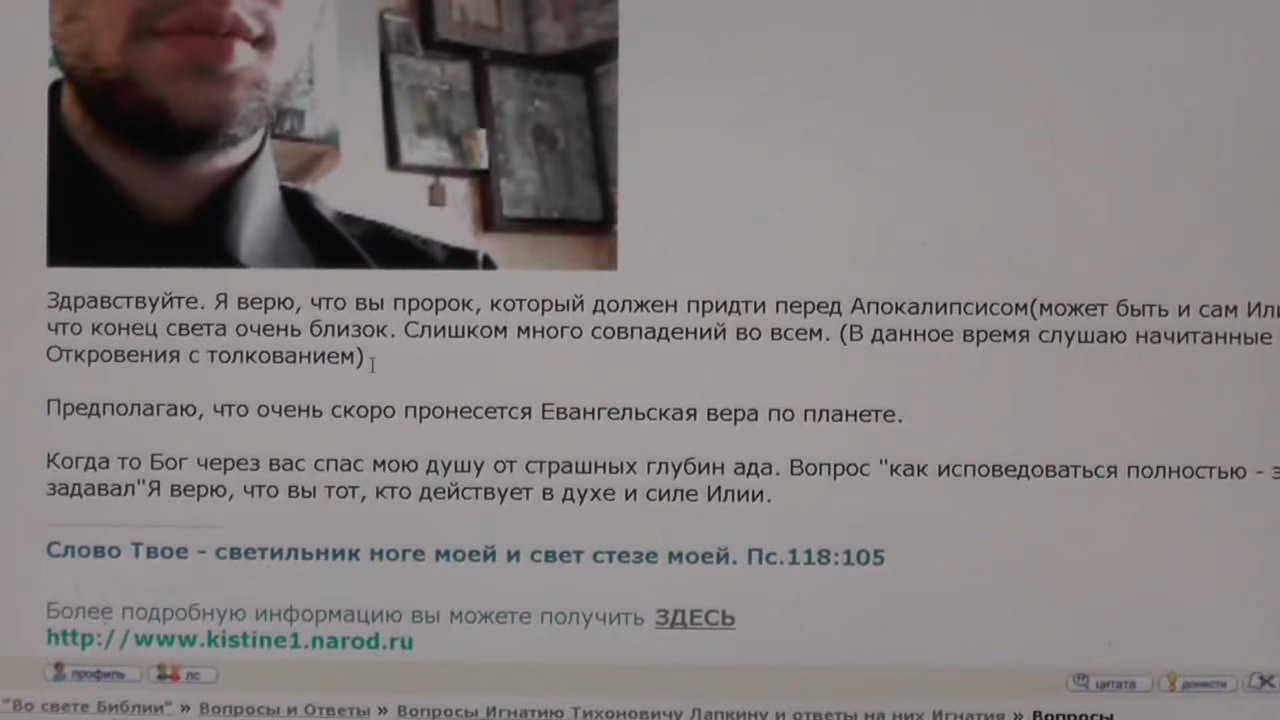 Здравствуйте. Я верю, что вы пророк, который должен придти перед Апокалипсисом(может быть и сам
что конец света очень близок. Слишком много совпадений во всем. (В данное время слушаю начитанные
Откровения с толкованием)
Предполагаю, что очень скоро пронесется Евангельская вера по планете.
Когда то Бог через вас спас мою душу от страшных глубин ада. Вопрос "как исповедоваться полностью -
задавал"Я верю, что вы тот, кто действует в духе и силе Илии.
Слово Твое - светильник ноге моей и свет стезе моей. Пс.118:105
Более подробную информацию вы можете получить ЗДЕСЬ
http://www.kistine1.narod.ru
профиль лс цитата донести
"Во свете Библии" » Вопросы и Ответы » Вопросы Игнатию Тихоновичу Лапкину и ответы на них Игнатия » Вопросы